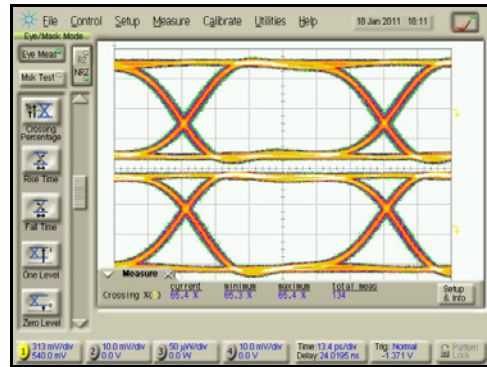 File Control Setup Measure Calibrate Utilities Help 18 Jan 2011 18:11
Eye/Mask Mode
Eye Meas
RZ
NRZ
Msk Test
Crossing
Percentage
Rise Time
Fall Time
One Level
Zero Level
Measure
current minimum maximum total meas
Crossing %( ) 65.4 % 65.3 % 65.4 % 134
Setup
& Info
1 313 mV/div 2 10.0 mV/div 3 50 µW/div 4 10.0 mV/div Time:13.4 ps/div Trig: Normal Pattern
540.0 mV 0.0 V 0.0 W 0.0 V Delay:24.0195 ns -1.371 V Lock